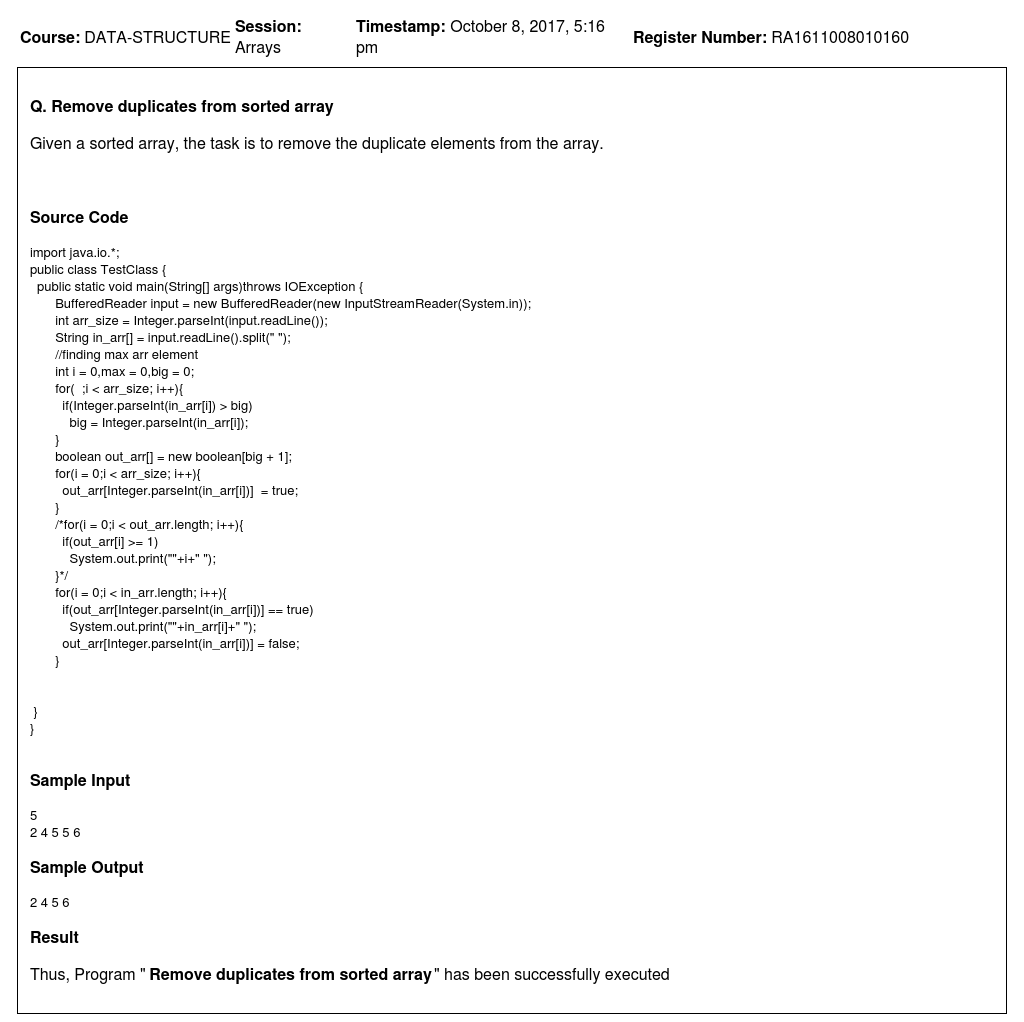 Course: DATA-STRUCTURE Session: Arrays Timestamp: October 8, 2017, 5:16 pm Register Number: RA1611008010160
Q. Remove duplicates from sorted array
Given a sorted array, the task is to remove the duplicate elements from the array.
Source Code
import java.io.*;
public class TestClass {
  public static void main(String[] args)throws IOException {
       BufferedReader input = new BufferedReader(new InputStreamReader(System.in));
       int arr_size = Integer.parseInt(input.readLine());
       String in_arr[] = input.readLine().split(" ");
       //finding max arr element
       int i = 0,max = 0,big = 0;
       for(  ;i < arr_size; i++){
         if(Integer.parseInt(in_arr[i]) > big)
           big = Integer.parseInt(in_arr[i]);
       }
       boolean out_arr[] = new boolean[big + 1];
       for(i = 0;i < arr_size; i++){
         out_arr[Integer.parseInt(in_arr[i])]  = true;
       }
       /*for(i = 0;i < out_arr.length; i++){
         if(out_arr[i] >= 1)
           System.out.print(""+i+" ");
       }*/
       for(i = 0;i < in_arr.length; i++){
         if(out_arr[Integer.parseInt(in_arr[i])] == true)
           System.out.print(""+in_arr[i]+" ");
         out_arr[Integer.parseInt(in_arr[i])] = false;
       }
 }
}
Sample Input
5
2 4 5 5 6
Sample Output
2 4 5 6
Result
Thus, Program " Remove duplicates from sorted array" has been successfully executed